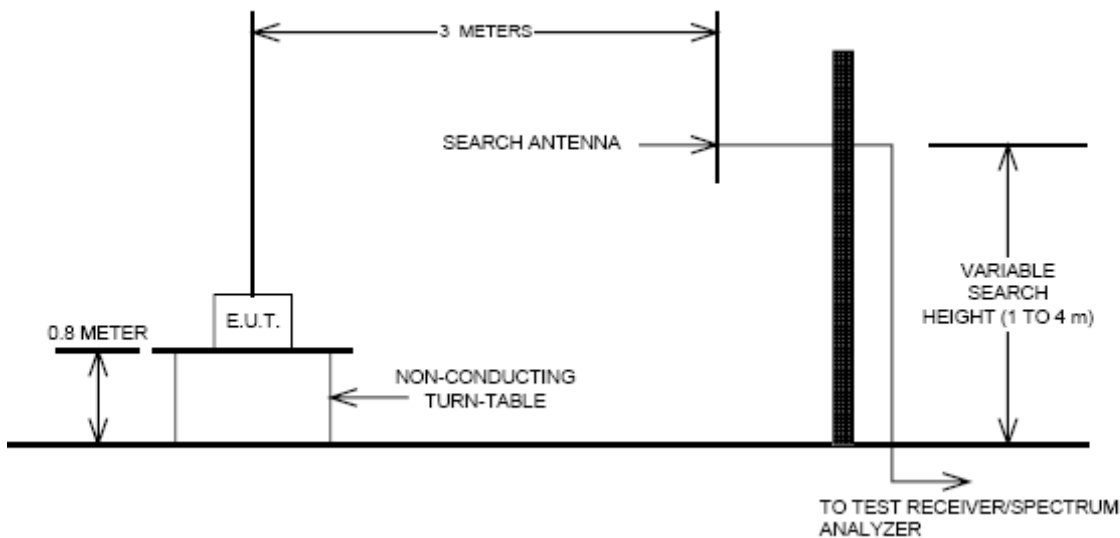 3 METERS
SEARCH ANTENNA
E.U.T.
0.8 METER
NON-CONDUCTING
TURN-TABLE
VARIABLE
SEARCH
HEIGHT (1 TO 4 m)
TO TEST RECEIVER/SPECTRUM
ANALYZER